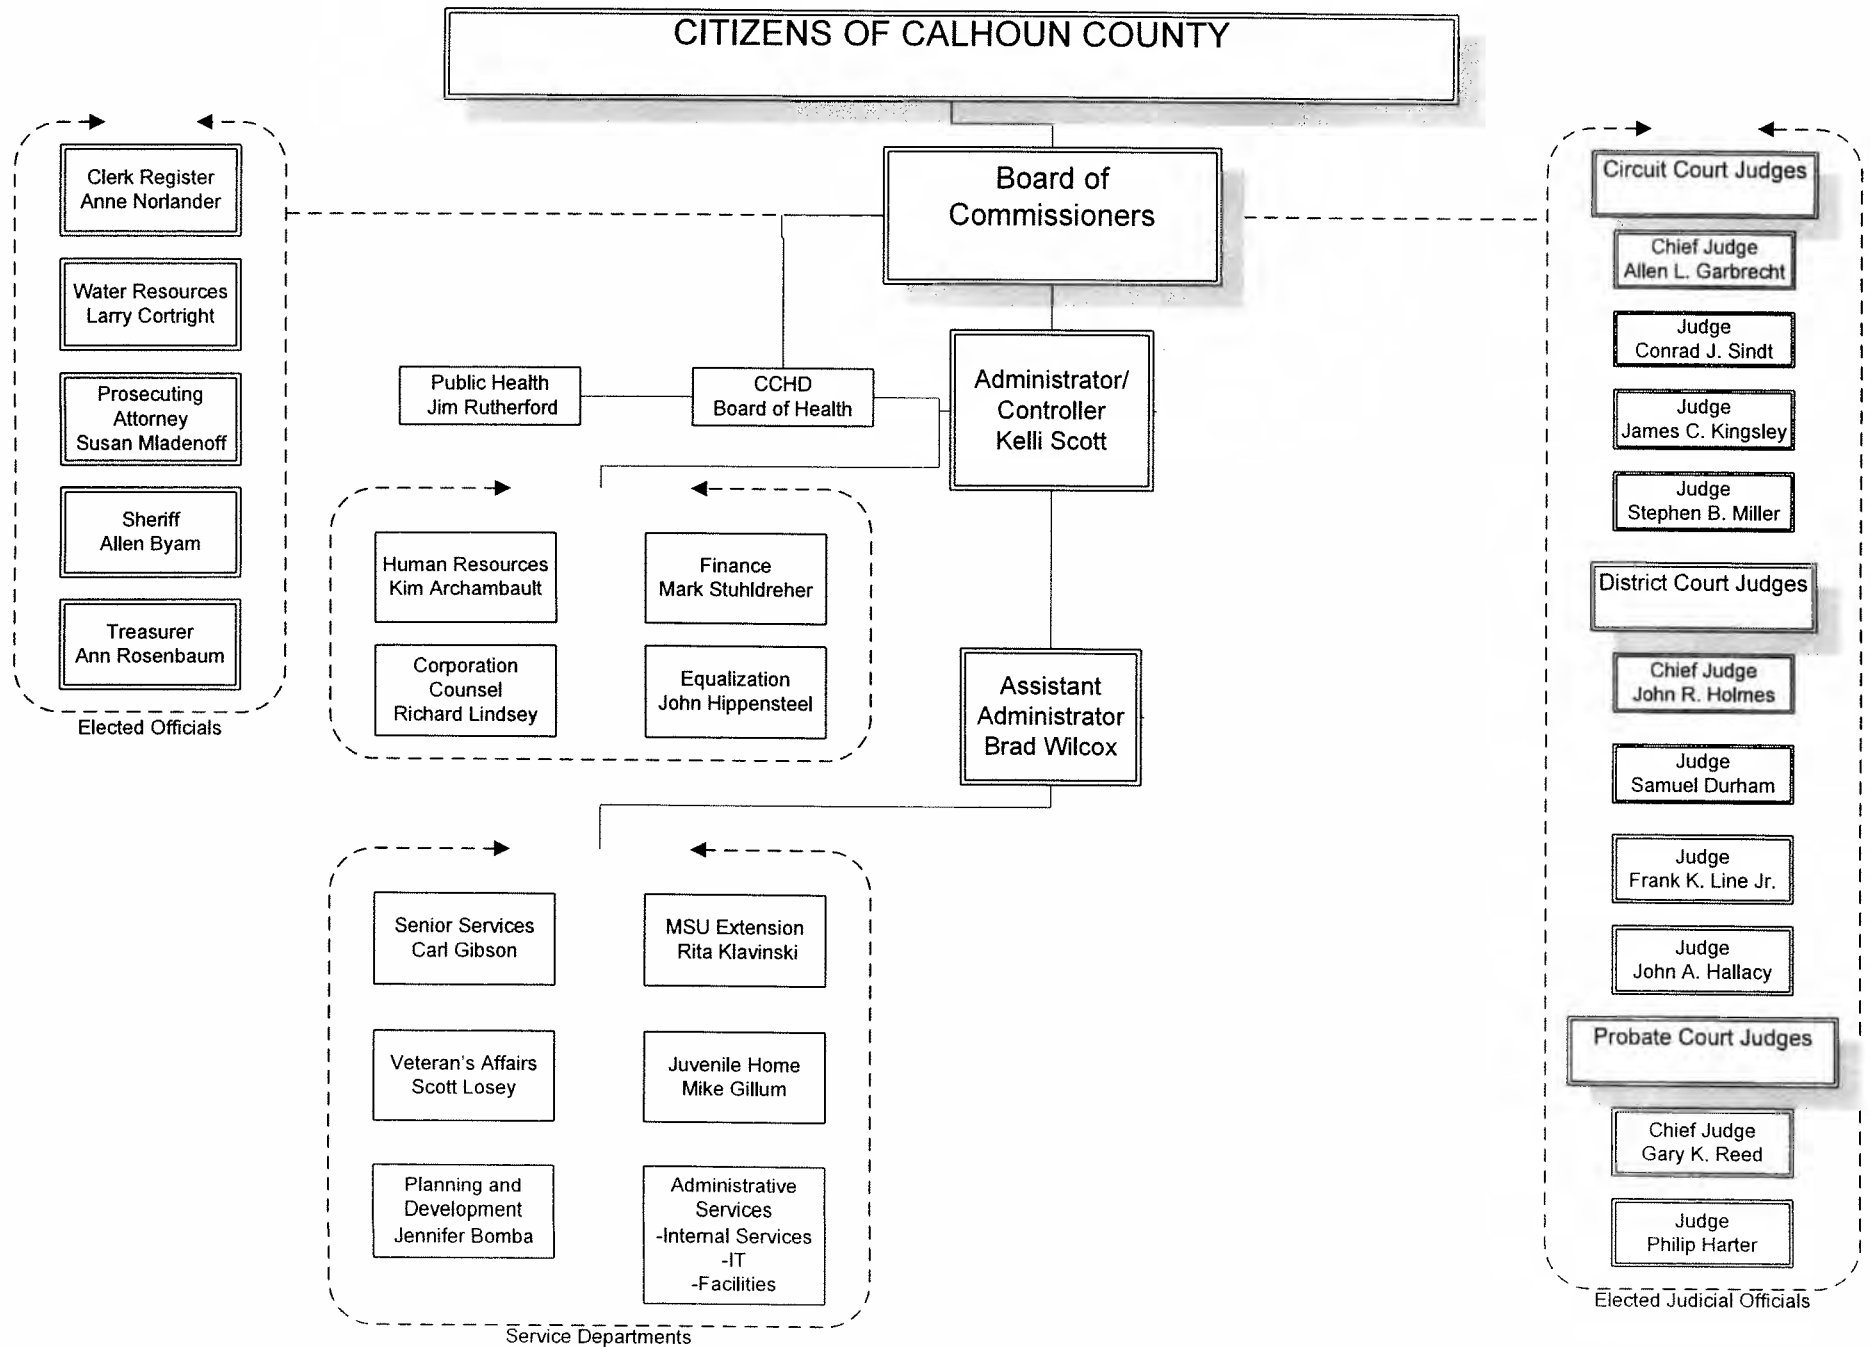 CITIZENS OF CALHOUN COUNTY
Board of
Commissioners
Clerk Register
Anne Norlander
Water Resources
Larry Cortright
Prosecuting
Attorney
Susan Mladenoff
Sheriff
Allen Byam
Treasurer
Ann Rosenbaum
Elected Officials
Public Health
Jim Rutherford
CCHD
Board of Health
Administrator/
Controller
Kelli Scott
Human Resources
Kim Archambault
Finance
Mark Stuhldreher
Corporation
Counsel
Richard Lindsey
Equalization
John Hippensteel
Assistant
Administrator
Brad Wilcox
Senior Services
Carl Gibson
MSU Extension
Rita Klavinski
Veteran's Affairs
Scott Losey
Juvenile Home
Mike Gillum
Planning and
Development
Jennifer Bomba
Administrative
Services
-Internal Services
-IT
-Facilities
Service Departments
Circuit Court Judges
Chief Judge
Allen L. Garbrecht
Judge
Conrad J. Sindt
Judge
James C. Kingsley
Judge
Stephen B. Miller
District Court Judges
Chief Judge
John R. Holmes
Judge
Samuel Durham
Judge
Frank K. Line Jr.
Judge
John A. Hallacy
Probate Court Judges
Chief Judge
Gary K. Reed
Judge
Philip Harter
Elected Judicial Officials